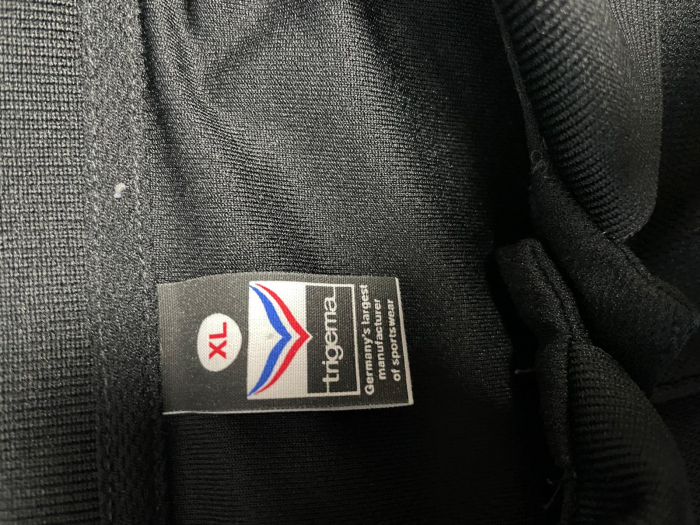 XL
trigema
Germany's largest
manufacturer
of sportswear